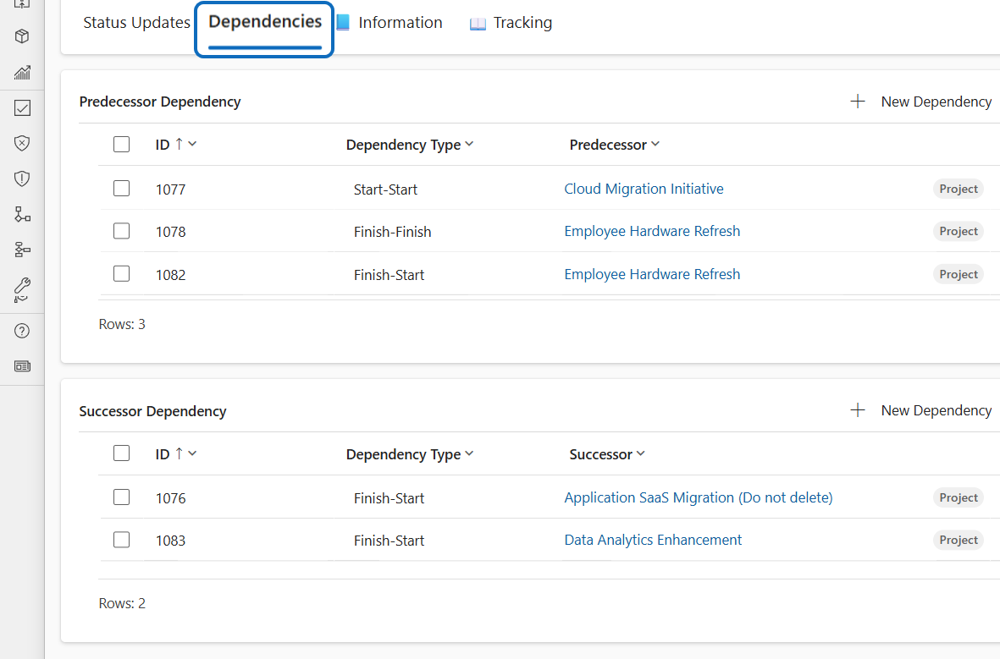 Status Updates Dependencies Information Tracking
Predecessor Dependency New Dependency
ID ↑ Dependency Type Predecessor
1077 Start-Start Cloud Migration Initiative Project
1078 Finish-Finish Employee Hardware Refresh Project
1082 Finish-Start Employee Hardware Refresh Project
Rows: 3
Successor Dependency New Dependency
ID ↑ Dependency Type Successor
1076 Finish-Start Application SaaS Migration (Do not delete) Project
1083 Finish-Start Data Analytics Enhancement Project
Rows: 2